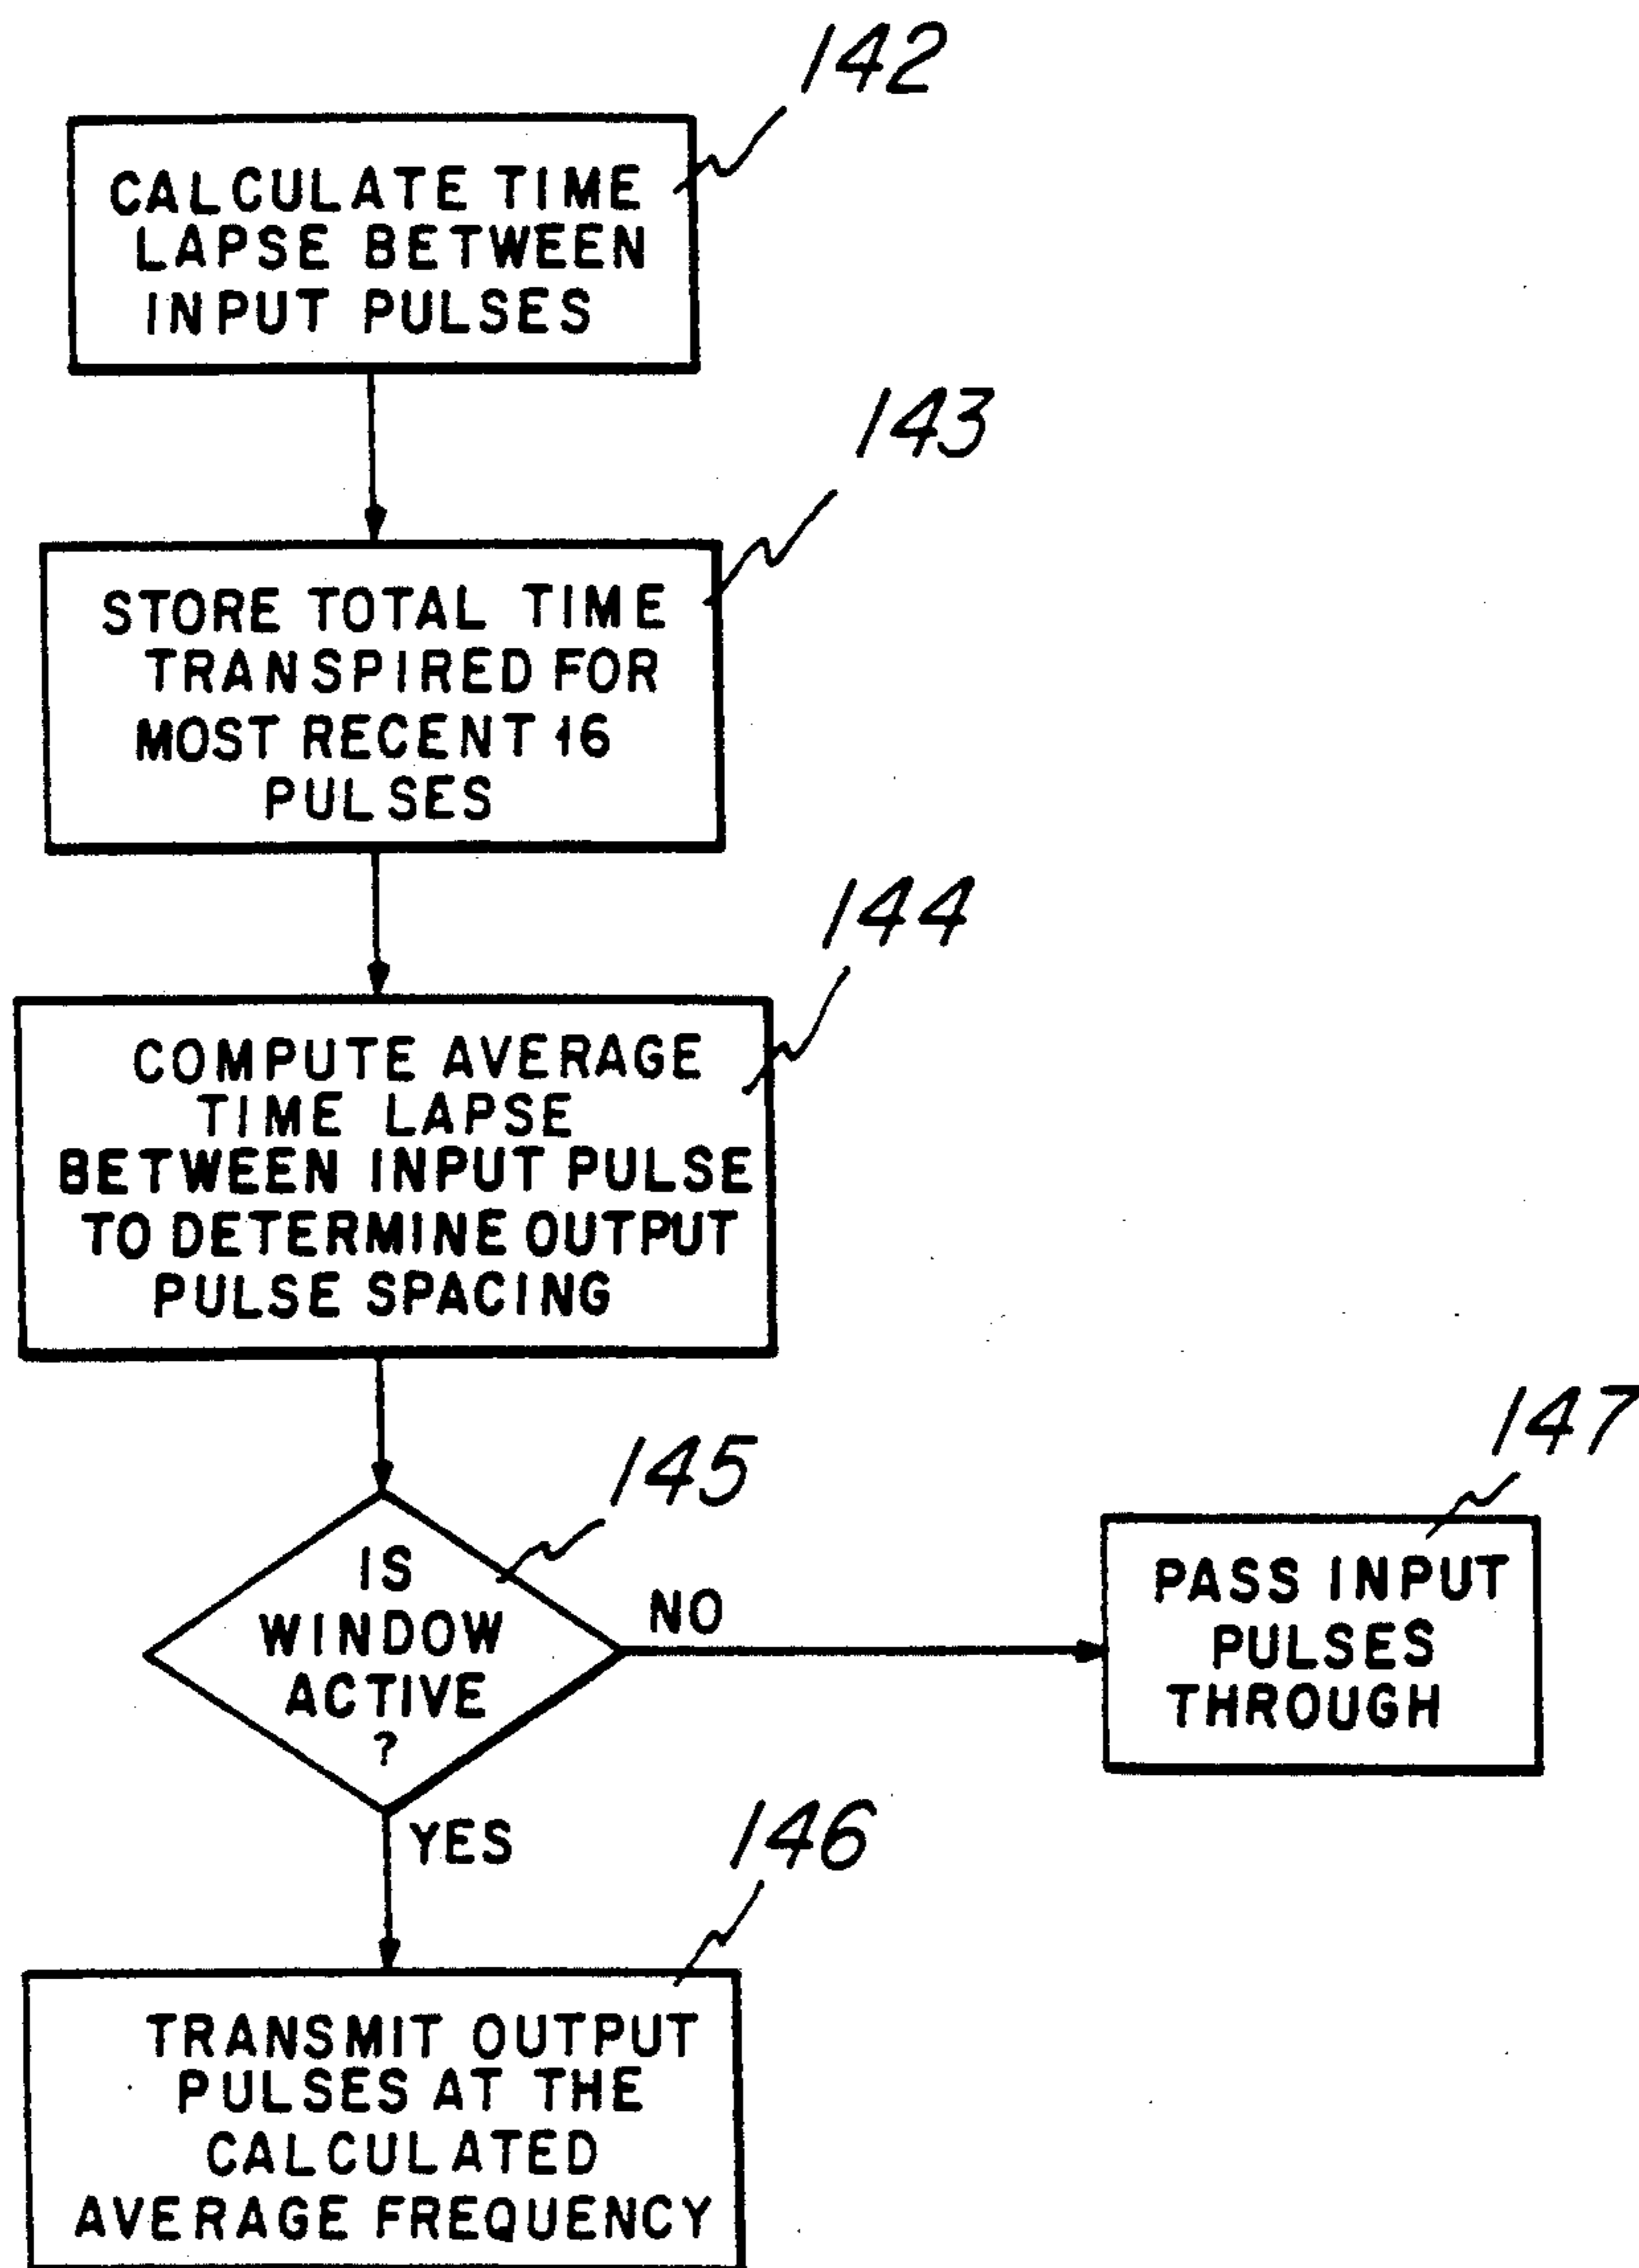 142
CALCULATE TIME
LAPSE BETWEEN
INPUT PULSES
143
STORE TOTAL TIME
TRANSPIRED FOR
MOST RECENT 16
PULSES
144
COMPUTE AVERAGE
TIME LAPSE
BETWEEN INPUT PULSE
TO DETERMINE OUTPUT
PULSE SPACING
145
IS
WINDOW
ACTIVE
?
NO
147
PASS INPUT
PULSES
THROUGH
YES
146
TRANSMIT OUTPUT
PULSES AT THE
CALCULATED
AVERAGE FREQUENCY